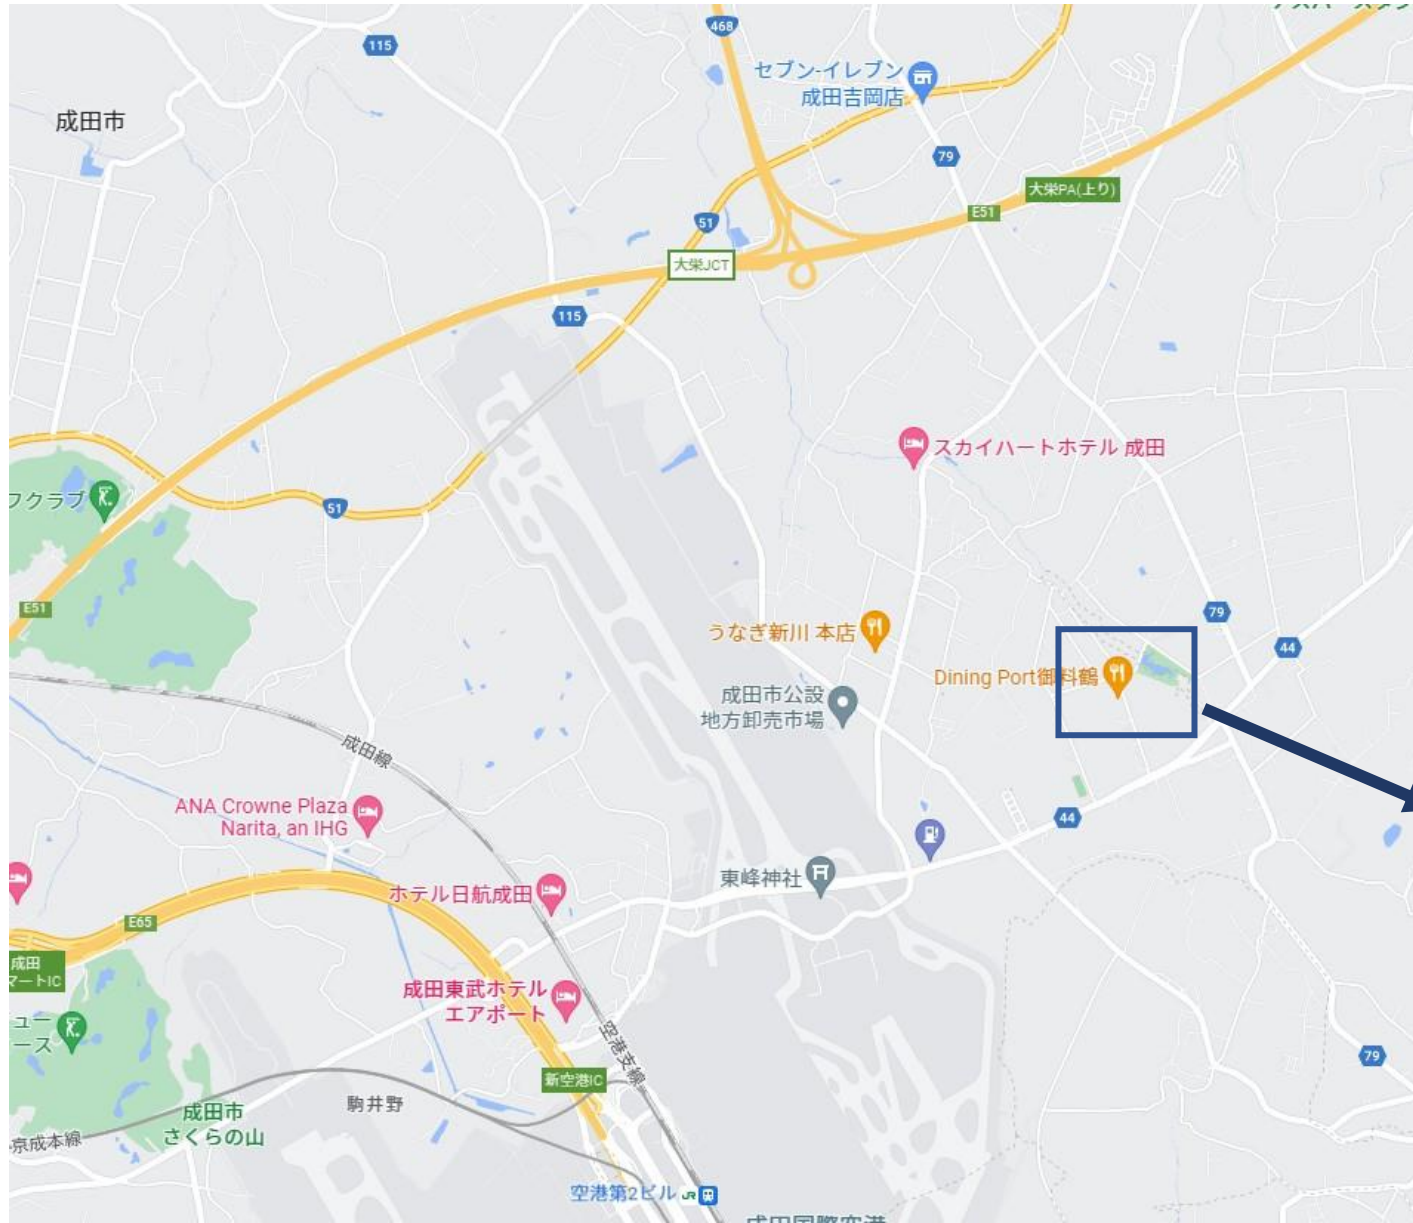 468
115
セブン-イレブン
成田吉岡店
成田市
79
大栄PA(上り)
E51
51
大栄JCT
115
スカイハートホテル 成田
フクラブ
51
E51
79
うなぎ新川 本店
44
Dining Port御料鶴
成田市公設
地方卸売市場
成田線
ANA Crowne Plaza
Narita, an IHG
44
東峰神社
ホテル日航成田
E65
成田
マートIC
成田東武ホテル
エアポート
ュー
ース
空港支線
79
新空港IC
駒井野
成田市
さくらの山
京成本線
空港第2ビル
JR
成田国際空港